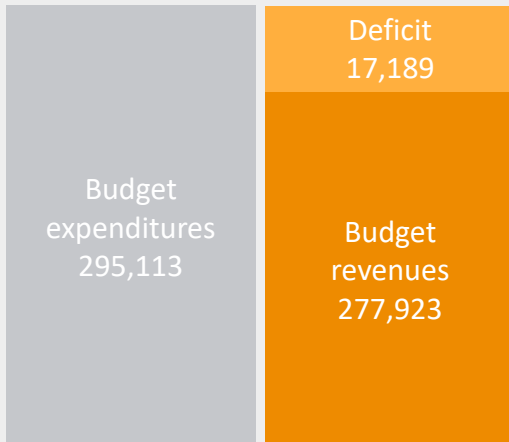 Budget
expenditures
295,113
Deficit
17,189
Budget
revenues
277,923